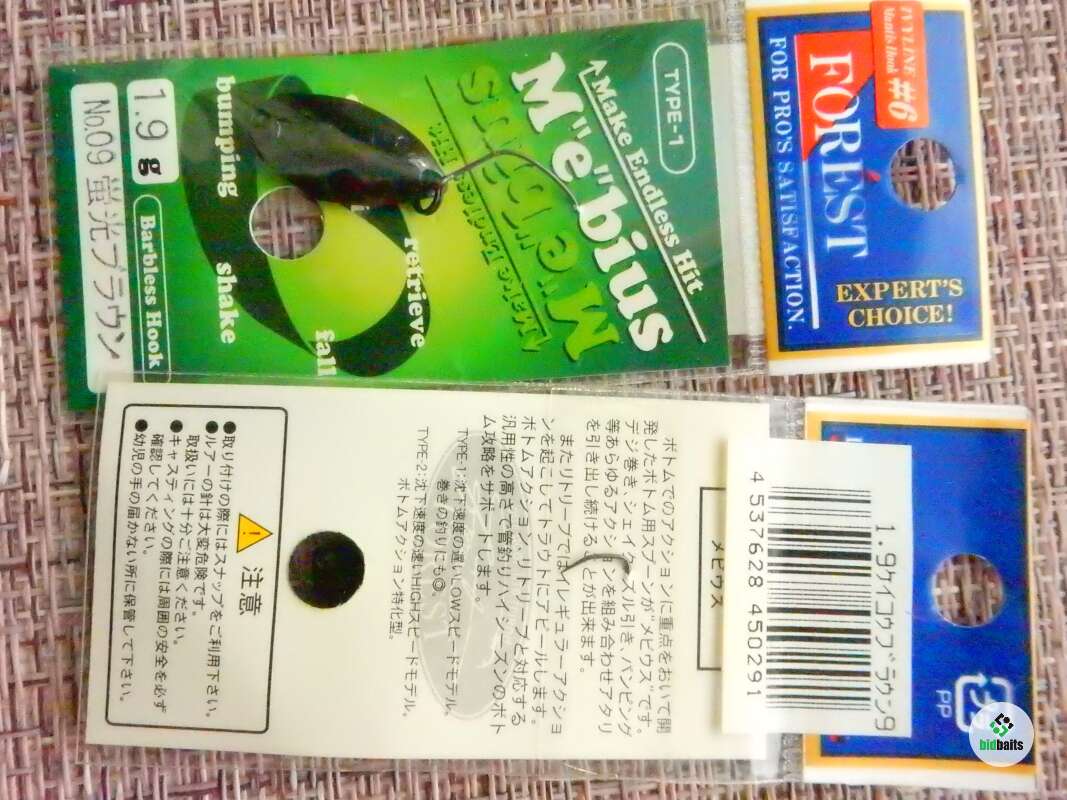 IVYLINE
Mantis Hook #6
FOREST
FOR PRO'S SATISFACTION.
EXPERT'S
CHOICE!
TYPE-1
Make Endless Hit
M"e"bius
retrieve
fall
bumping
shake
1.9g
No.09 蛍光ブラウン
Barbless Hook
1.9ケイコウブラウン9
4 537628 450291
PP
メビウス
ボトムでのアクションに重点をおいて開
発したボトム用スプーンが"メビウス"です。
デジ巻き、シェイク、ズル引き、バンピング
等あらゆるアクションを組み合わせアタリ
を引き出し続けることが出来ます。
またリトリーブではイレギュラーアクショ
ンを起こしてトラウトにアピールします。
ボトムアクション、リトリーブと対応する
汎用性の高さで管釣りハイシーズンのボト
ム攻略をサポートします。
TYPE-1:沈下速度の遅いLOWスピードモデル。
巻きの釣りにも◎
TYPE-2:沈下速度の速いHIGHスピードモデル。
ボトムアクション特化型。
注意
●取り付けの際にはスナップをご利用下さい。
●ルアーの針は大変危険です。
取扱いには十分ご注意ください。
●キャスティングの際には周囲の安全を必ず
確認してください。
●幼児の手の届かない所に保管して下さい。
bidbaits